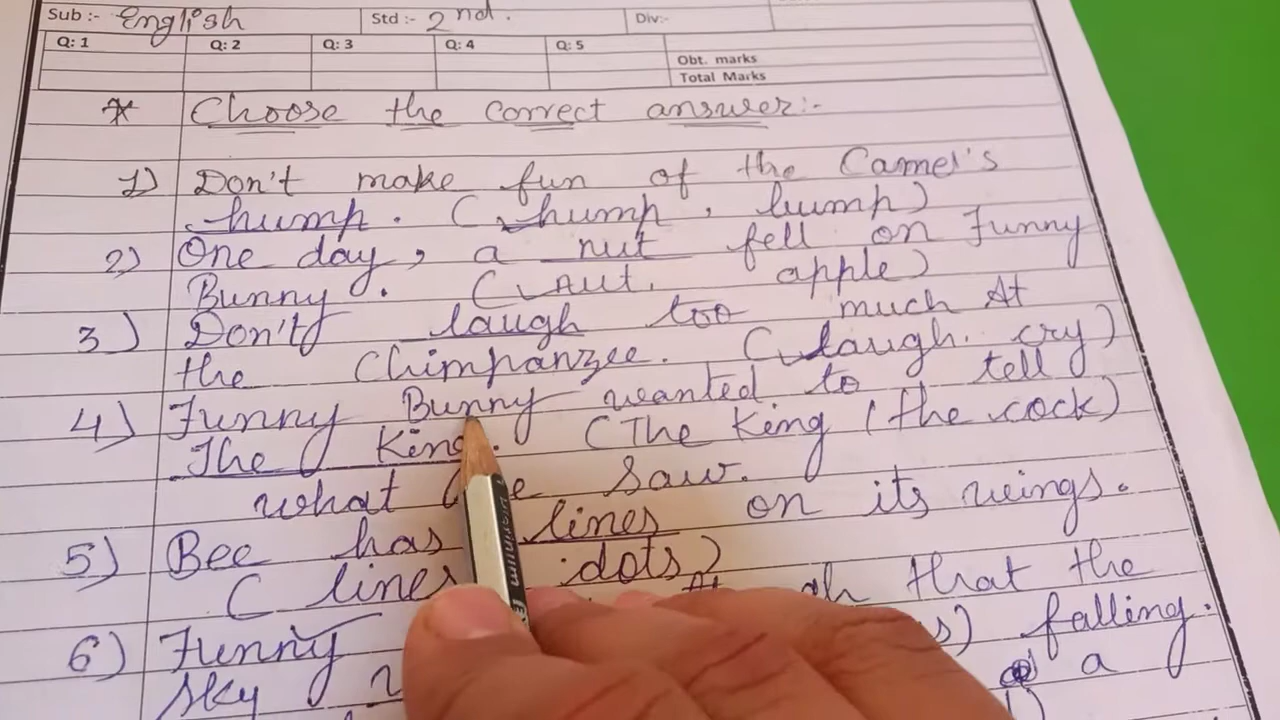 Sub :- English Std :- 2nd. Div:-
Q: 1 Q: 2 Q: 3 Q: 4 Q: 5
Obt. marks
Total Marks
* Choose the correct answer:-
1) Don't make fun of the Camel's
hump. ( hump, bump)
2) One day, a nut fell on Funny
Bunny. ( nut, apple)
3) Don't laugh too much At
the Chimpanzee. ( laugh, cry)
4) Funny Bunny wanted to tell
The King. (The King (the cock)
what saw.
5) Bee has lines on its wings.
( lines dots)
6) Funny that the
sky falling.
a